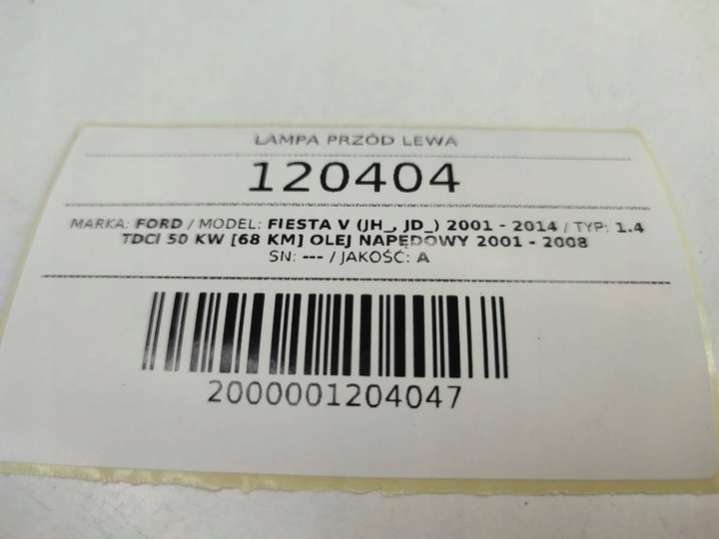 LAMPA PRZÓD LEWA
120404
MARKA: FORD / MODEL: FIESTA V (JH_, JD_) 2001 - 2014 / TYP: 1.4
TDCI 50 KW [68 KM] OLEJ NAPĘDOWY 2001 - 2008
SN: --- / JAKOŚĆ: A
2000001204047